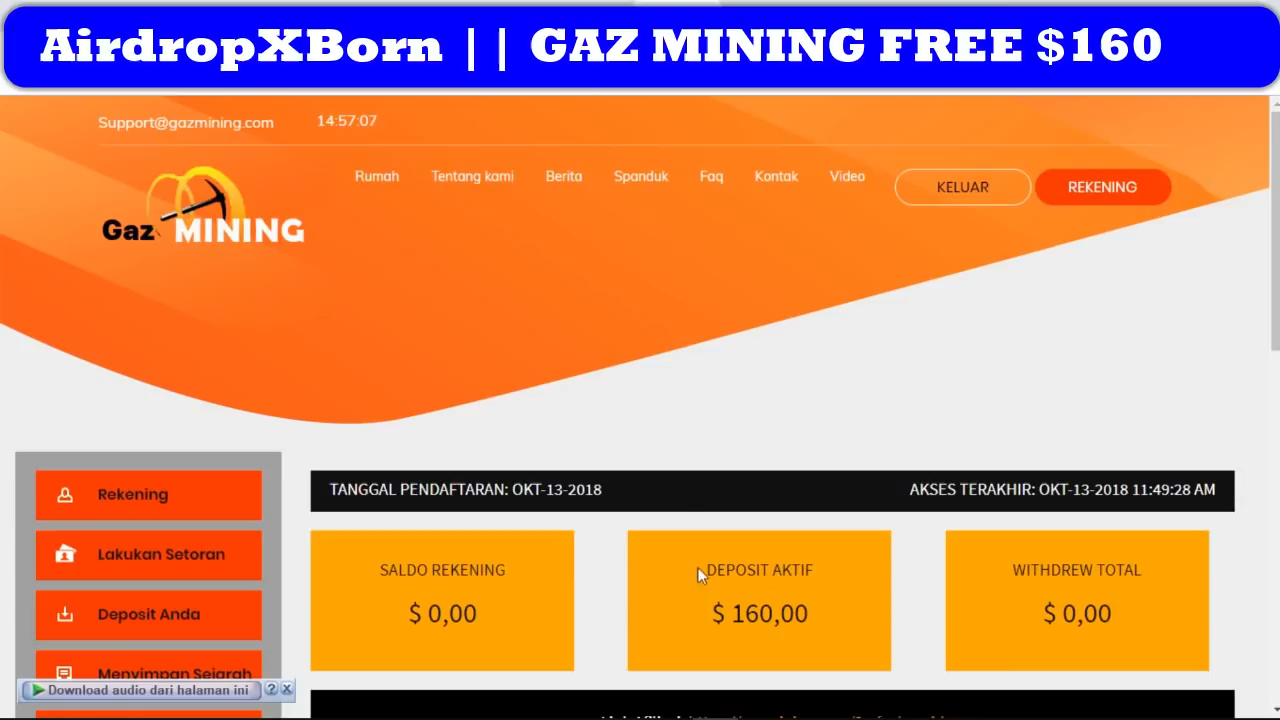 AirdropXBorn || GAZ MINING FREE $160
Support@gazmining.com 14:57:07
Rumah Tentang kami Berita Spanduk Faq Kontak Video KELUAR REKENING
Gaz MINING
Rekening
Lakukan Setoran
Deposit Anda
Menyimpan Sejarah
TANGGAL PENDAFTARAN: OKT-13-2018 AKSES TERAKHIR: OKT-13-2018 11:49:28 AM
SALDO REKENING
$ 0,00
DEPOSIT AKTIF
$ 160,00
WITHDREW TOTAL
$ 0,00
Download audio dari halaman ini ? X